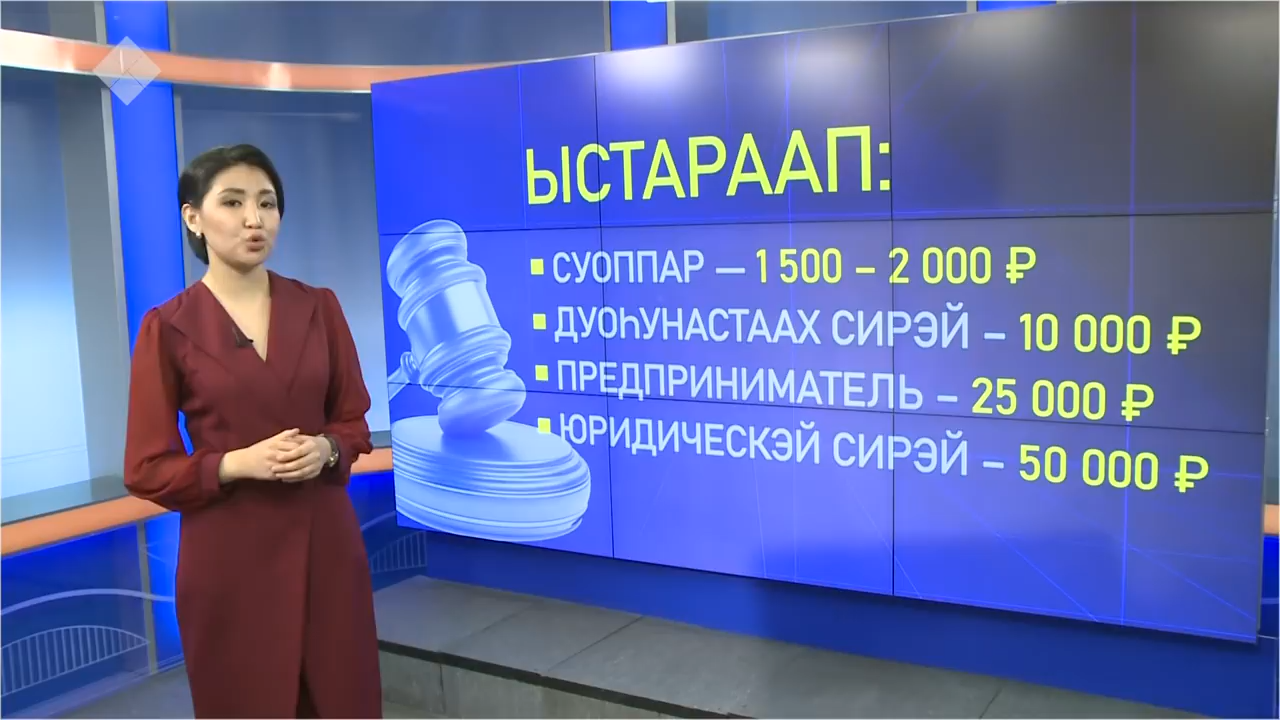 ЫСТАРААП:
▪ СУОППАР — 1 500 – 2 000 ₽
▪ ДУОҺУНАСТААХ СИРЭЙ – 10 000 ₽
▪ ПРЕДПРИНИМАТЕЛЬ – 25 000 ₽
▪ ЮРИДИЧЕСКЭЙ СИРЭЙ – 50 000 ₽